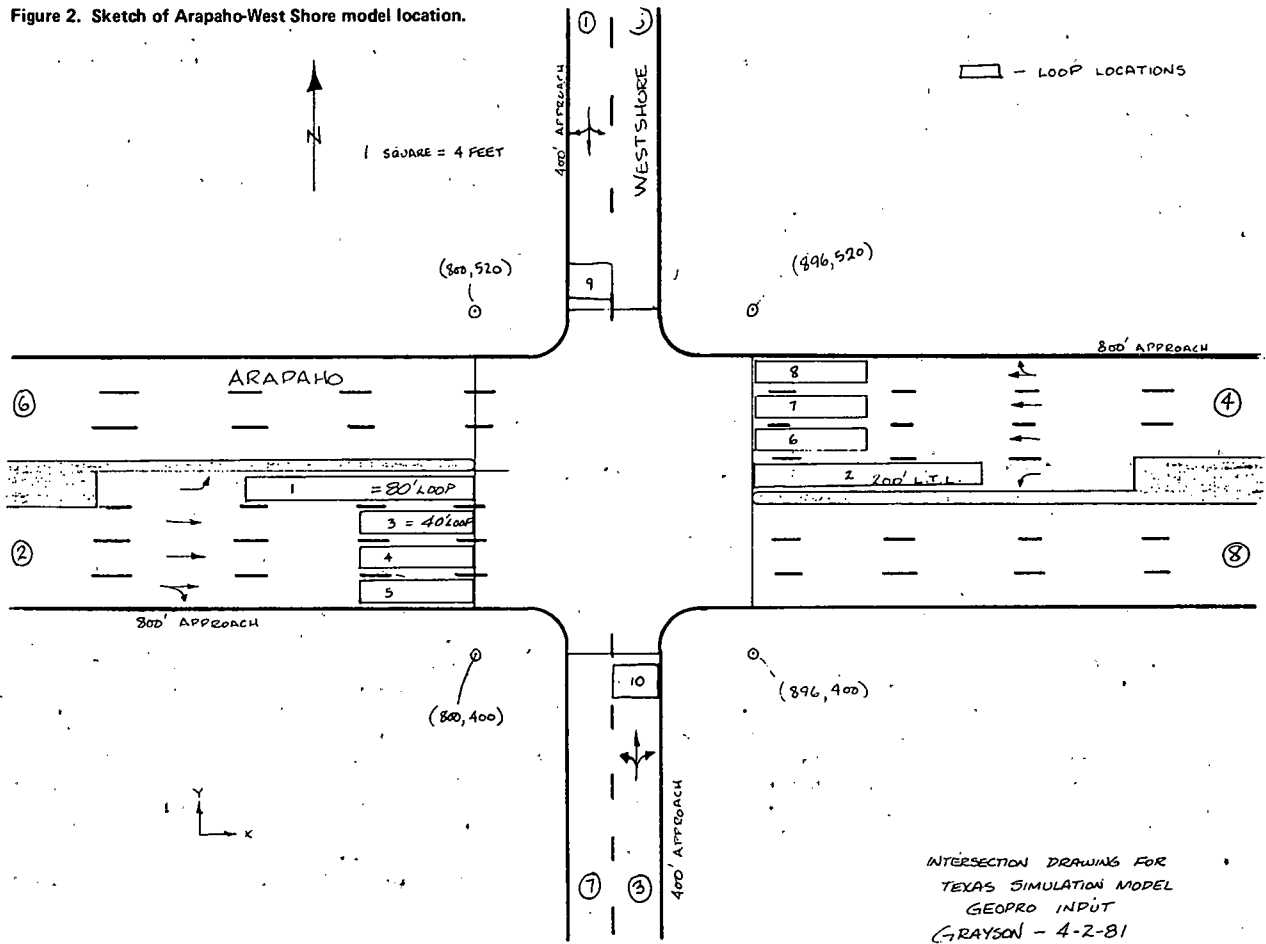 Figure 2. Sketch of Arapaho-West Shore model location.
1
400' APPROACH
WESTSHORE
- LOOP LOCATIONS
N
1 SQUARE = 4 FEET
(800,520)
(896,520)
9
800' APPROACH
ARAPAHO
6
8
7
6
4
2 200' L.T.L.
1 = 80' LOOP
3 = 40' LOOP
4
5
2
8
800' APPROACH
10
(800,400)
(896,400)
Y
X
400' APPROACH
7
3
INTERSECTION DRAWING FOR
TEXAS SIMULATION MODEL
GEOPRO INPUT
GRAYSON - 4-2-81